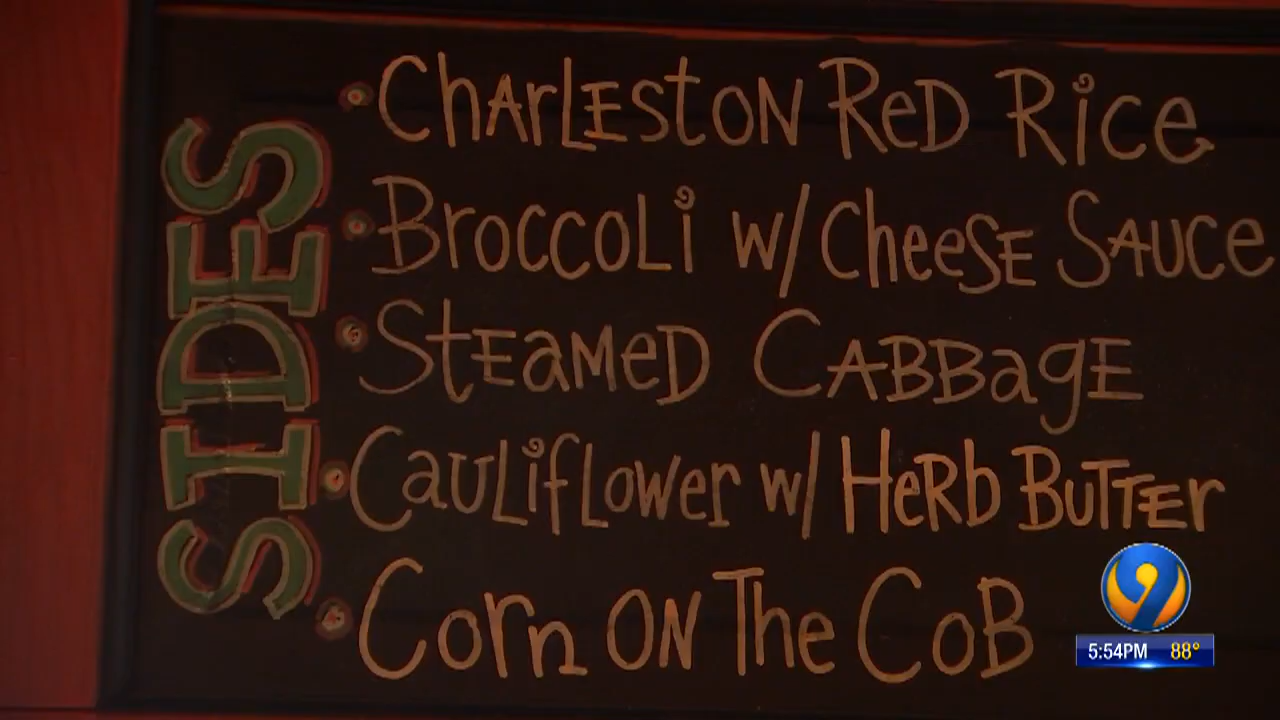 SIDES
CHARLESTON RED RICE
BROCCOLI W/ CHEESE SAUCE
STEAMED CABBAGE
CAULIFLOWER W/ HERB BUTTER
CORN ON THE COB
9
5:54PM 88°